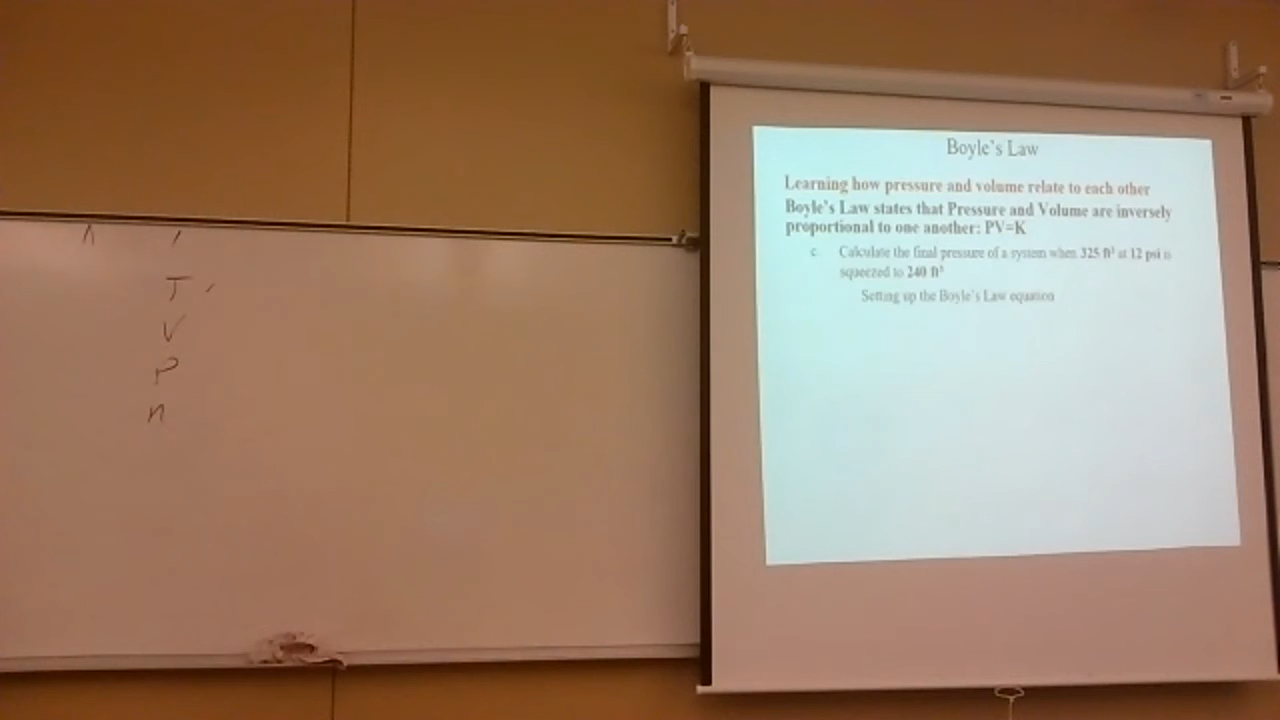 T
V
P
n
Boyle's Law
Learning how pressure and volume relate to each other
Boyle's Law states that Pressure and Volume are inversely
proportional to one another: PV=K
c. Calculate the final pressure of a system when 325 ft³ at 12 psi is
squeezed to 240 ft³
Setting up the Boyle's Law equation